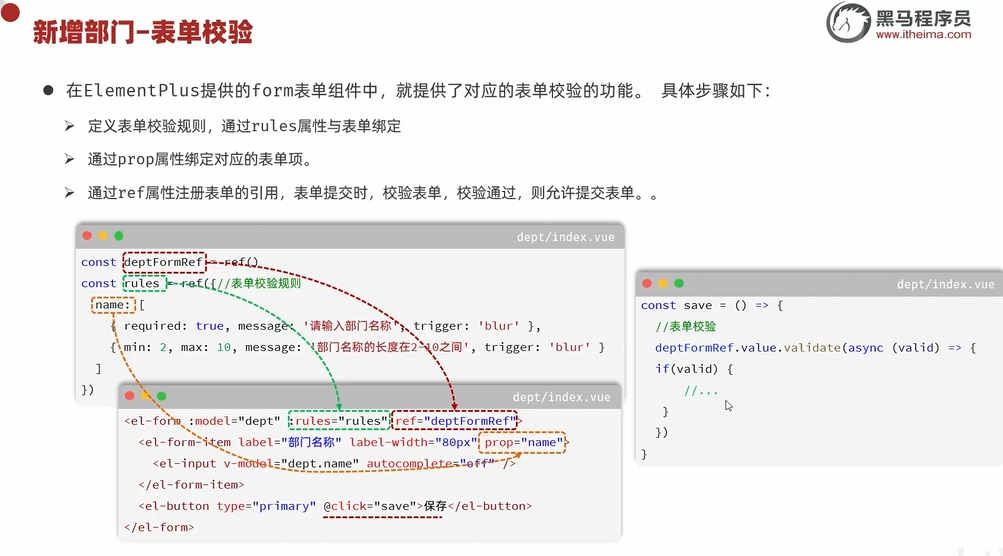 新增部门-表单校验
黑马程序员
www.itheima.com
在ElementPlus提供的form表单组件中，就提供了对应的表单校验的功能。 具体步骤如下：
定义表单校验规则，通过rules属性与表单绑定
通过prop属性绑定对应的表单项。
通过ref属性注册表单的引用，表单提交时，校验表单，校验通过，则允许提交表单。。
dept/index.vue
const deptFormRef = ref()
const rules = ref({//表单校验规则
name: [
{ required: true, message: '请输入部门名称', trigger: 'blur' },
{ min: 2, max: 10, message: '部门名称的长度在2-10之间', trigger: 'blur' }
]
})
dept/index.vue
<el-form :model="dept" :rules="rules" ref="deptFormRef">
<el-form-item label="部门名称" label-width="80px" prop="name">
<el-input v-model="dept.name" autocomplete="off" />
</el-form-item>
<el-button type="primary" @click="save">保存</el-button>
</el-form>
dept/index.vue
const save = () => {
//表单校验
deptFormRef.value.validate(async (valid) => {
if(valid) {
//...
}
})
}